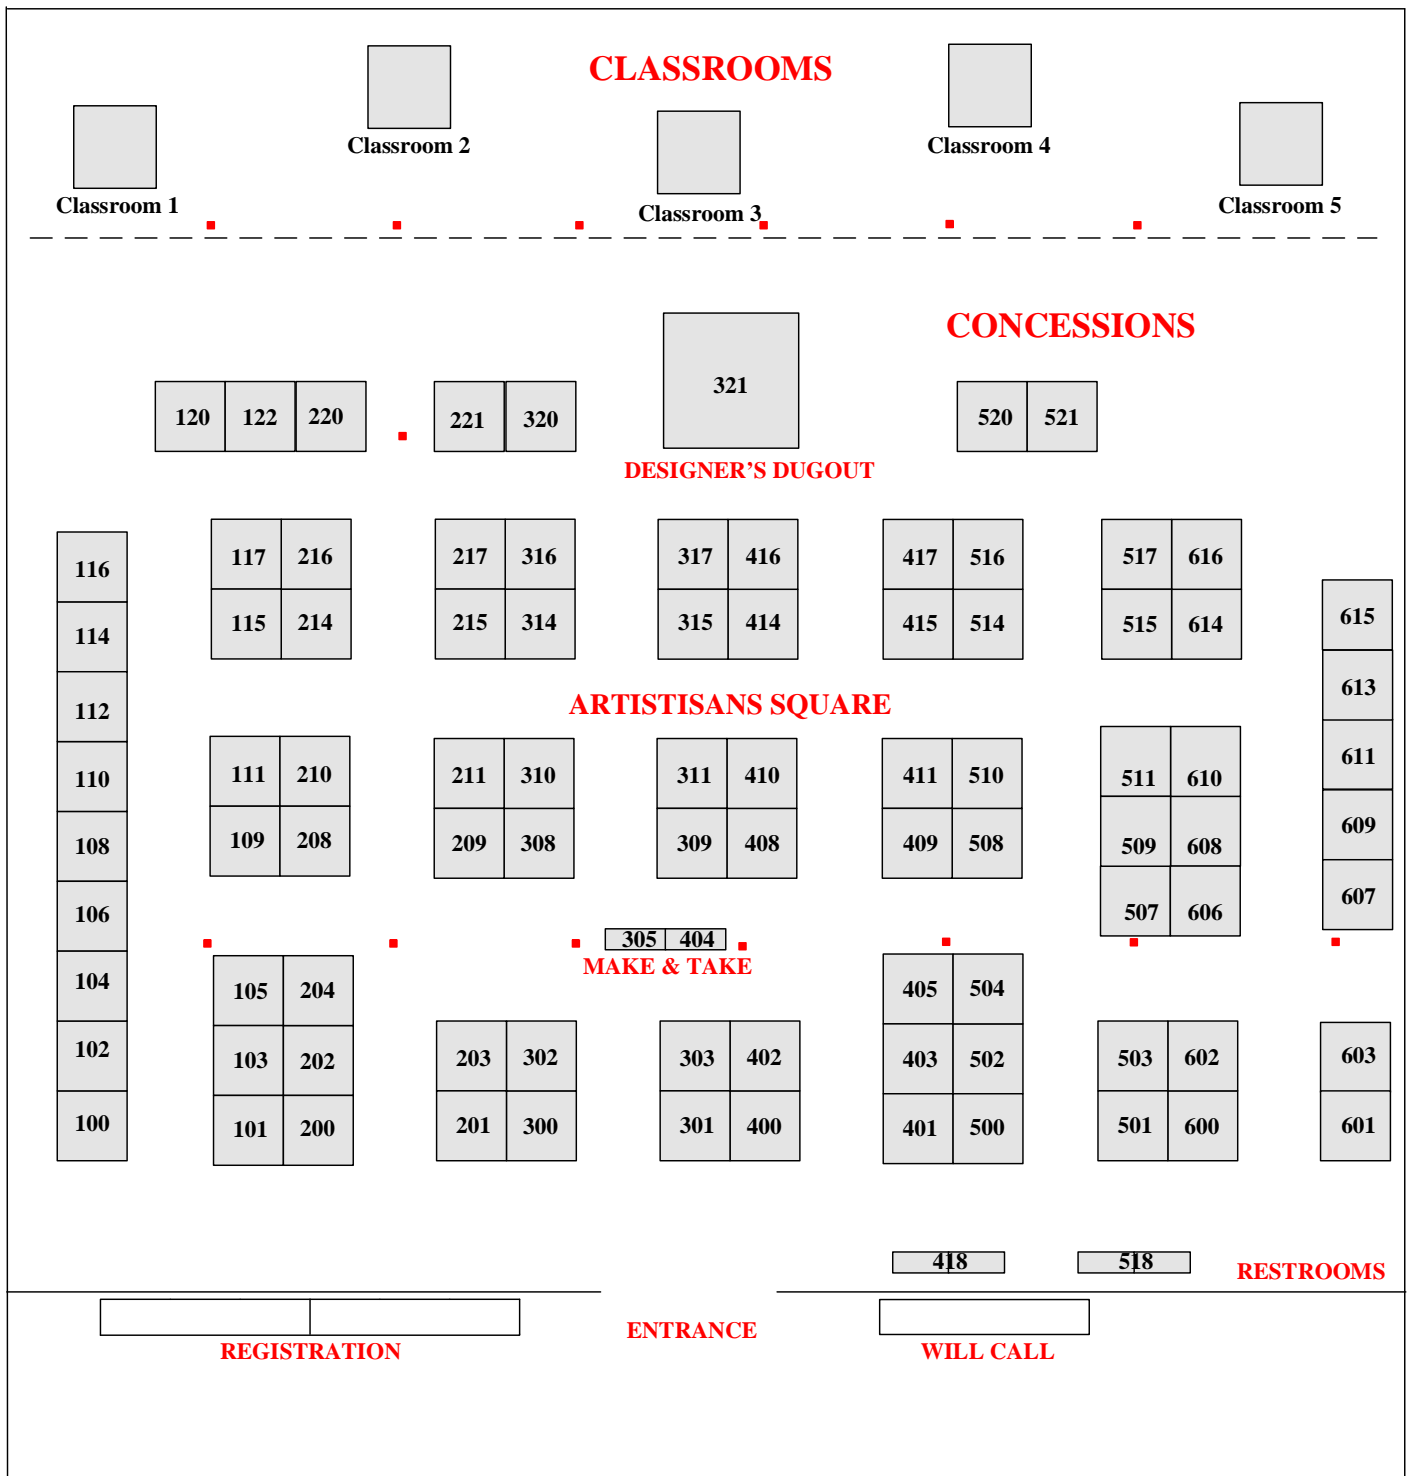 CLASSROOMS
Classroom 2 Classroom 4
Classroom 1 Classroom 3 Classroom 5
CONCESSIONS
321
120 122 220 221 320 520 521
DESIGNER'S DUGOUT
116 117 216 217 316 317 416 417 516 517 616
114 115 214 215 314 315 414 415 514 515 614 615
613
112 ARTISTISANS SQUARE
110 111 210 211 310 311 410 411 510 511 610 611
108 109 208 209 308 309 408 409 508 509 608 609
106 507 606 607
305 404
MAKE & TAKE
104 105 204 405 504
102 103 202 203 302 303 402 403 502 503 602 603
100 101 200 201 300 301 400 401 500 501 600 601
418 518
RESTROOMS
ENTRANCE
REGISTRATION WILL CALL